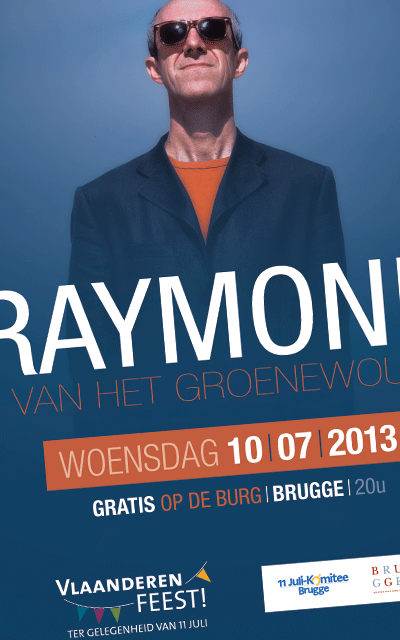 RAYMON
VAN HET GROENEWOU
WOENSDAG 10|07|2013
GRATIS OP DE BURG|BRUGGE|20u
VLAANDEREN
FEEST!
TER GELEGENHEID VAN 11 JULI
11 Juli-Komitee
Brugge
BRU
GGE